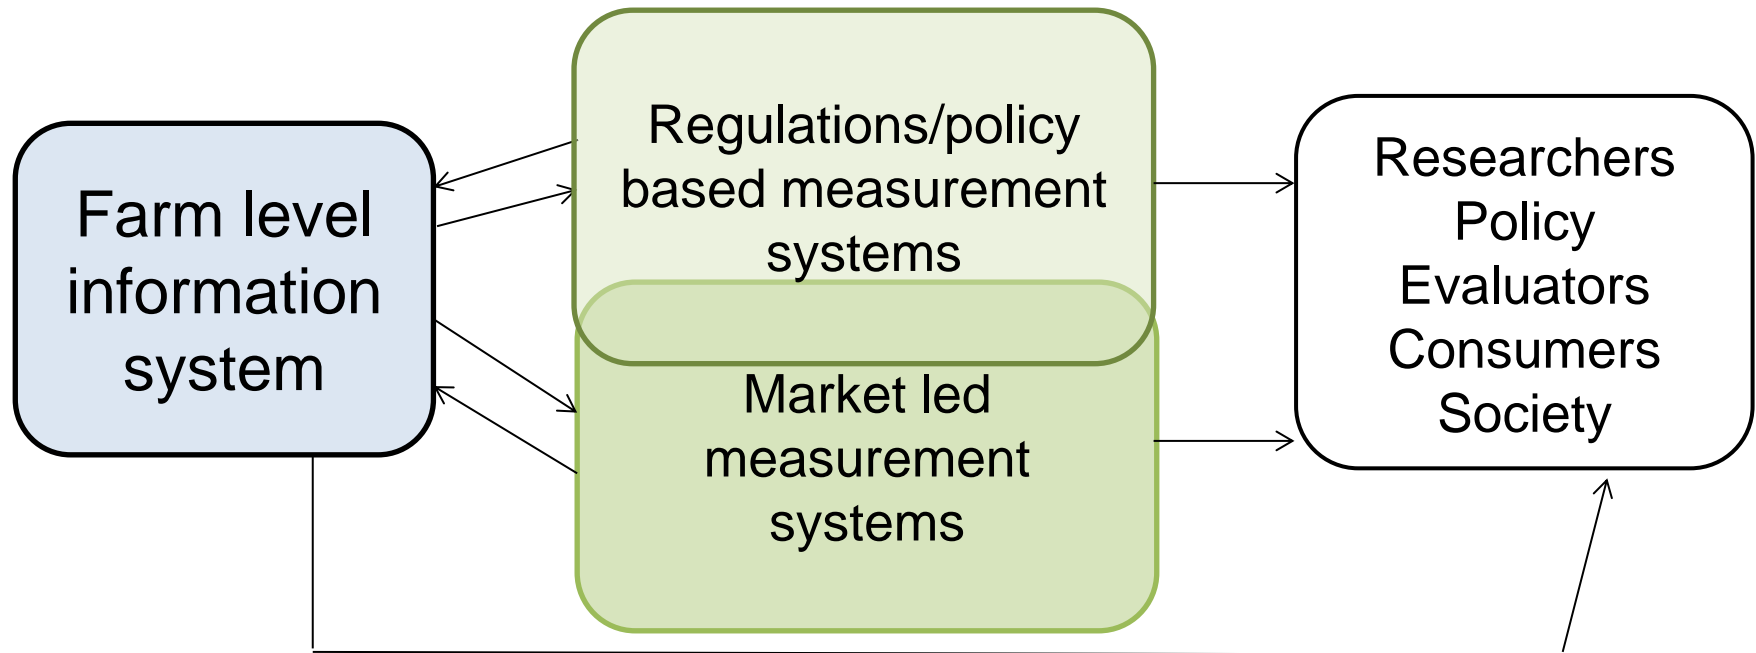 Farm level
information
system
Regulations/policy
based measurement
systems
Market led
measurement
systems
Researchers
Policy
Evaluators
Consumers
Society